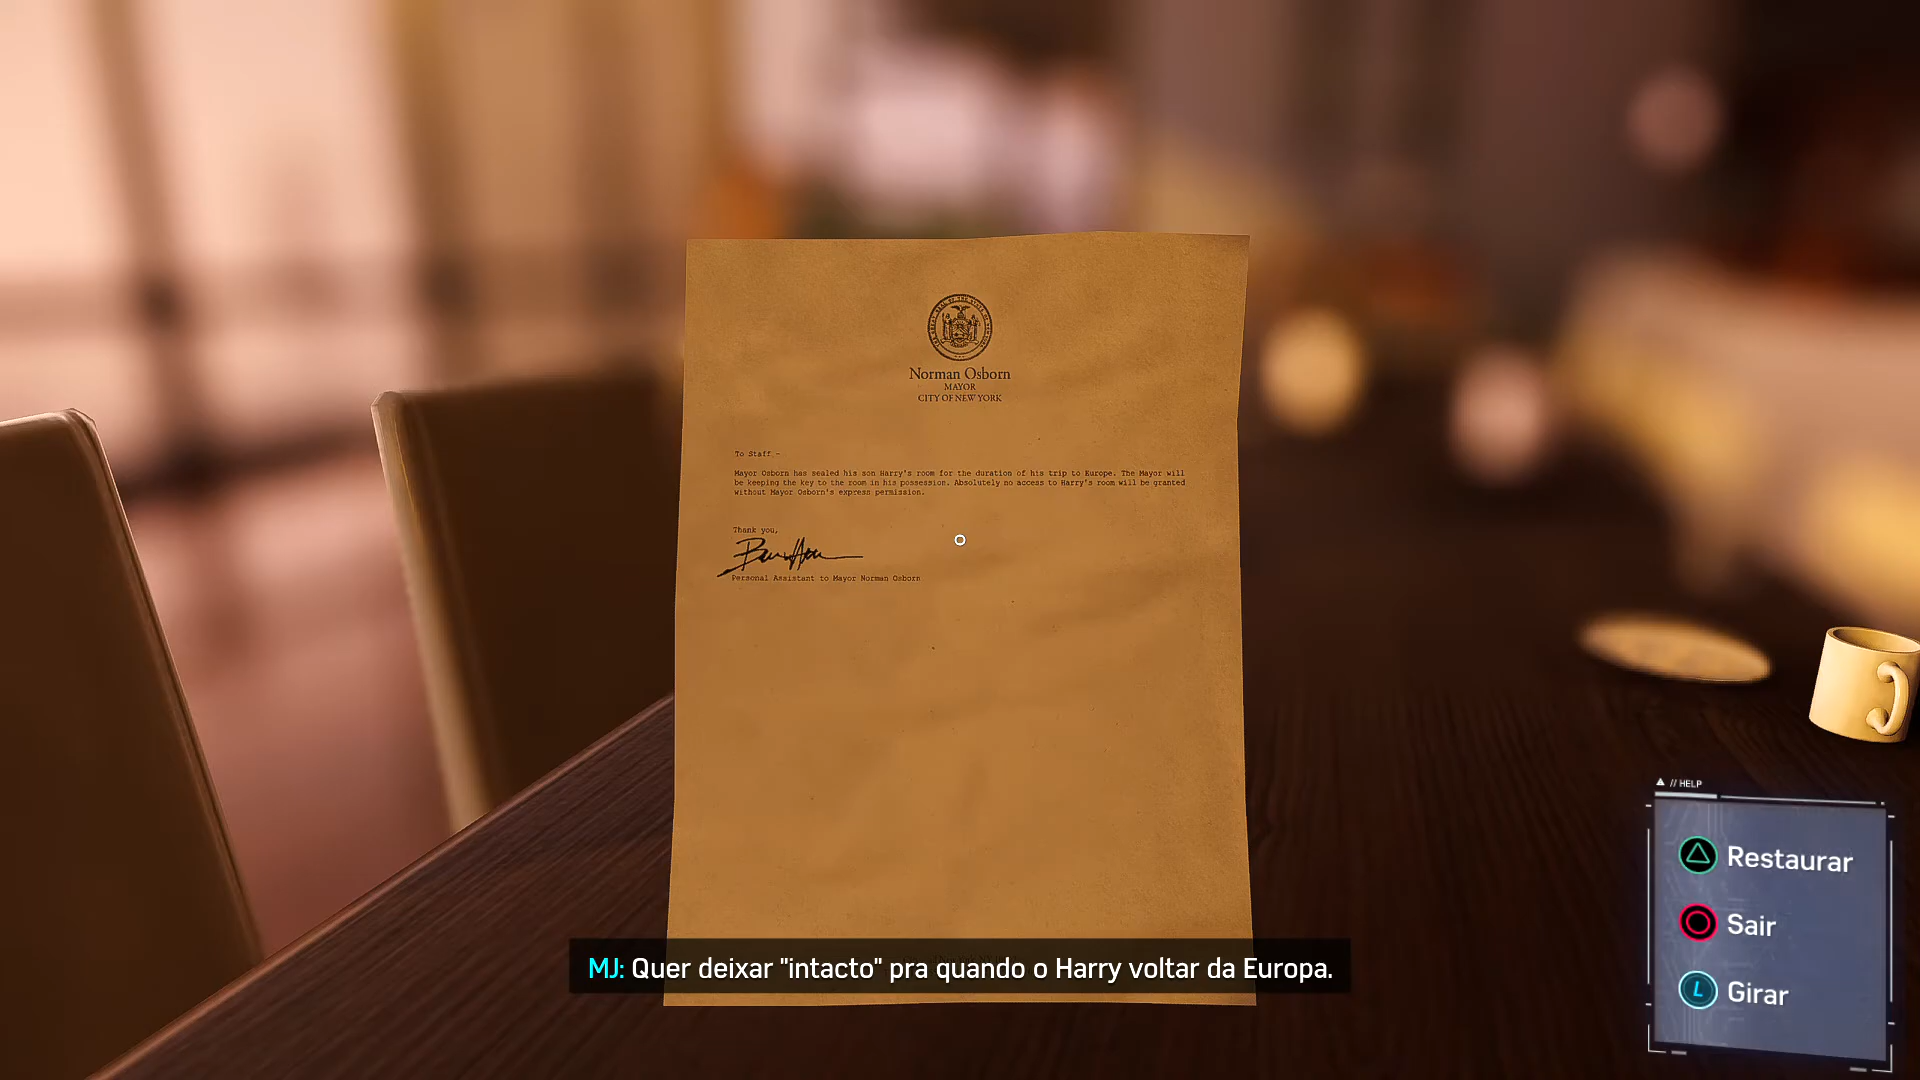 Norman Osborn
MAYOR
CITY OF NEW YORK
To Staff -
Mayor Osborn has sealed his son Harry's room for the duration of his trip to Europe. The Mayor will
be keeping the key to the room in his possession. Absolutely no access to Harry's room will be granted
without Mayor Osborn's express permission.
Thank you,
Personal Assistant to Mayor Norman Osborn
MJ: Quer deixar "intacto" pra quando o Harry voltar da Europa.
// HELP
Restaurar
Sair
L Girar